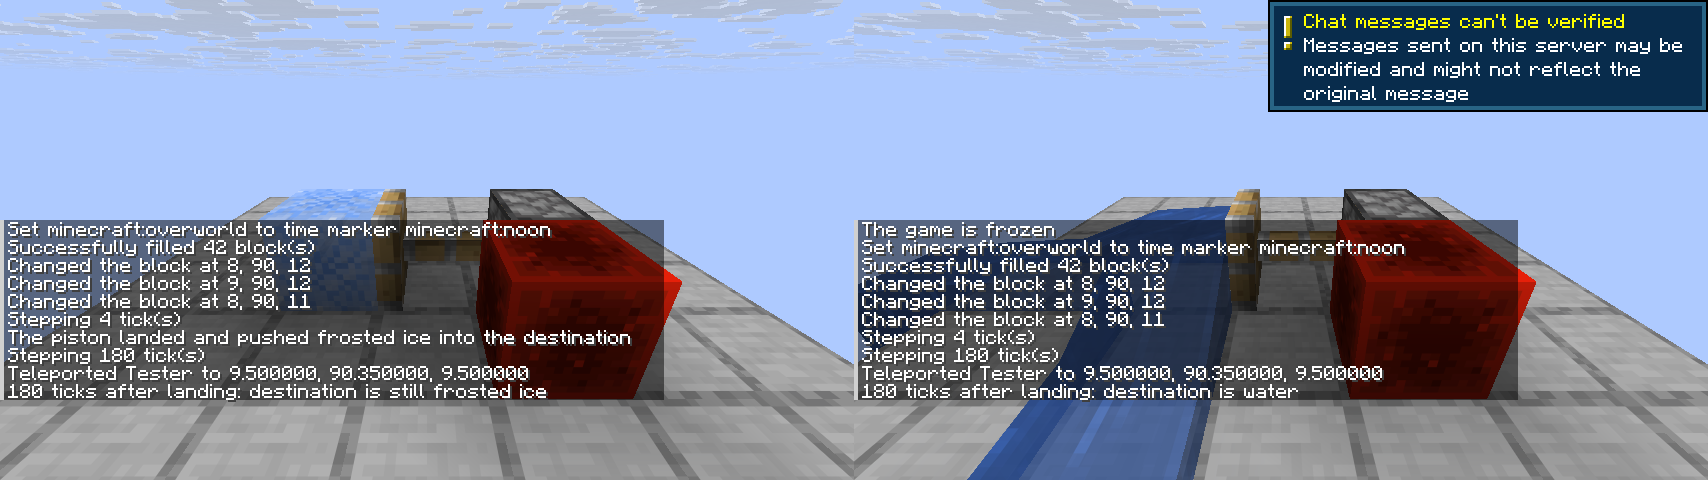 Chat messages can't be verified
Messages sent on this server may be
modified and might not reflect the
original message
Set minecraft:overworld to time marker minecraft:noon
Successfully filled 42 block(s)
Changed the block at 8, 90, 12
Changed the block at 9, 90, 12
Changed the block at 8, 90, 11
Stepping 4 tick(s)
The piston landed and pushed frosted ice into the destination
Stepping 180 tick(s)
Teleported Tester to 9.500000, 90.350000, 9.500000
180 ticks after landing: destination is still frosted ice
The game is frozen
Set minecraft:overworld to time marker minecraft:noon
Successfully filled 42 block(s)
Changed the block at 8, 90, 12
Changed the block at 9, 90, 12
Changed the block at 8, 90, 11
Stepping 4 tick(s)
Stepping 180 tick(s)
Teleported Tester to 9.500000, 90.350000, 9.500000
180 ticks after landing: destination is water